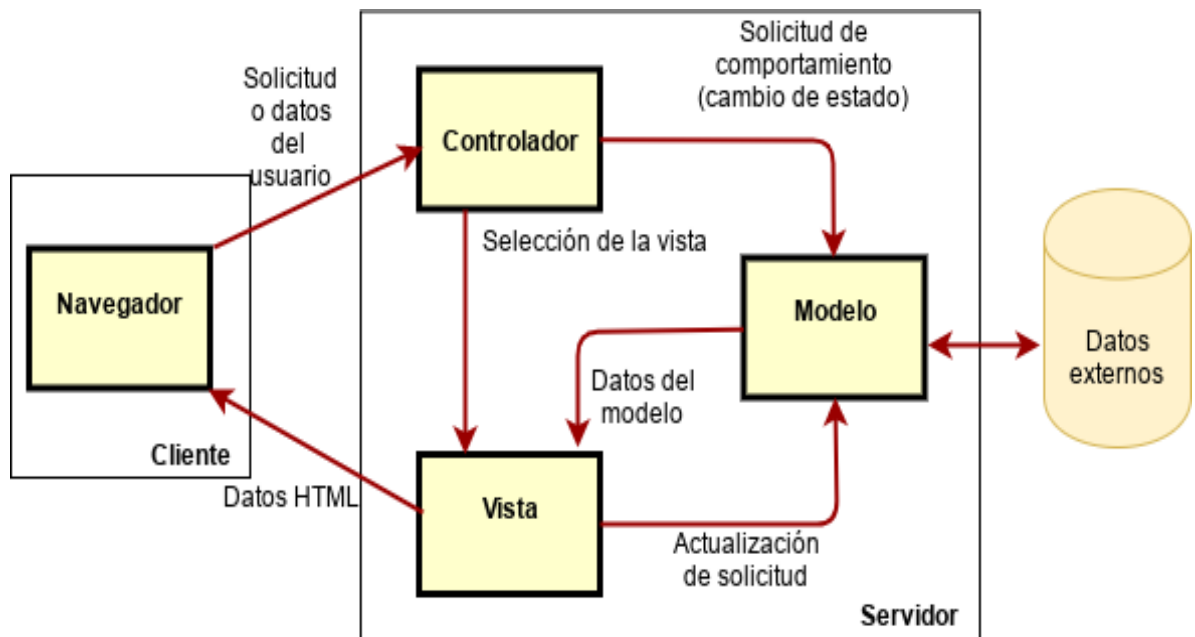 Solicitud de
comportamiento
(cambio de estado)
Solicitud
o datos
del
usuario
Controlador
Selección de la vista
Navegador
Modelo
Datos
externos
Datos del
modelo
Cliente
Datos HTML
Vista
Actualización
de solicitud
Servidor